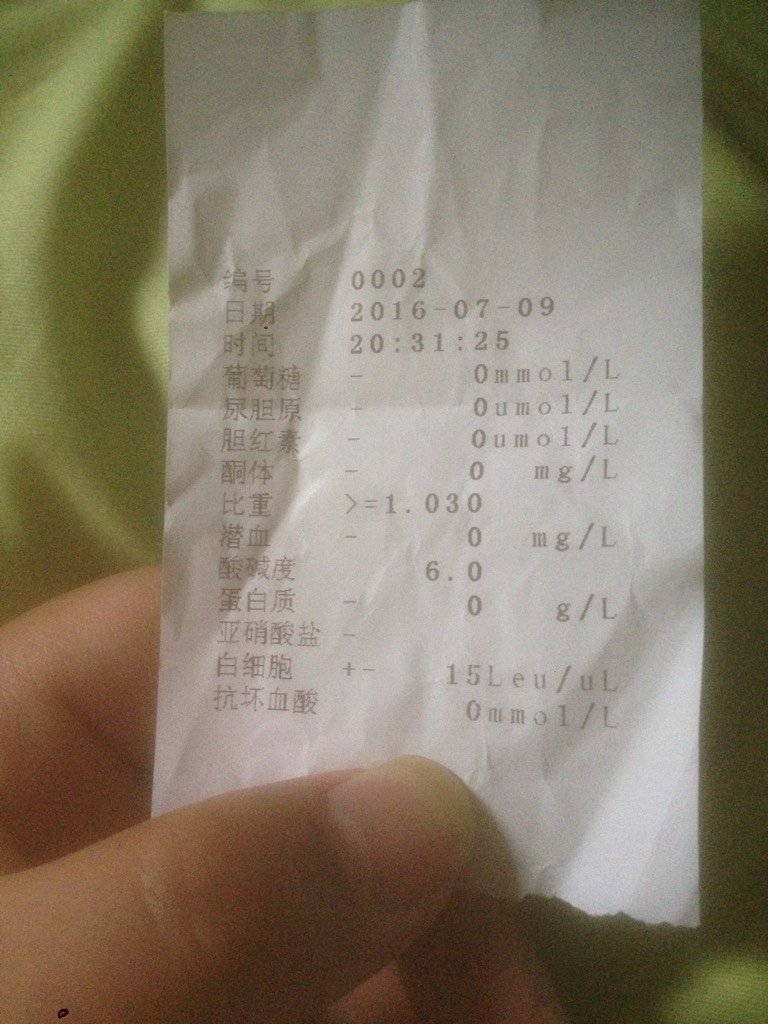 编号 0002
日期 2016-07-09
时间 20:31:25
葡萄糖 - 0mmol/L
尿胆原 - 0umol/L
胆红素 - 0umol/L
酮体 - 0 mg/L
比重 >=1.030
潜血 - 0 mg/L
酸碱度 6.0
蛋白质 - 0 g/L
亚硝酸盐 -
白细胞 +- 15Leu/uL
抗坏血酸 0mmol/L